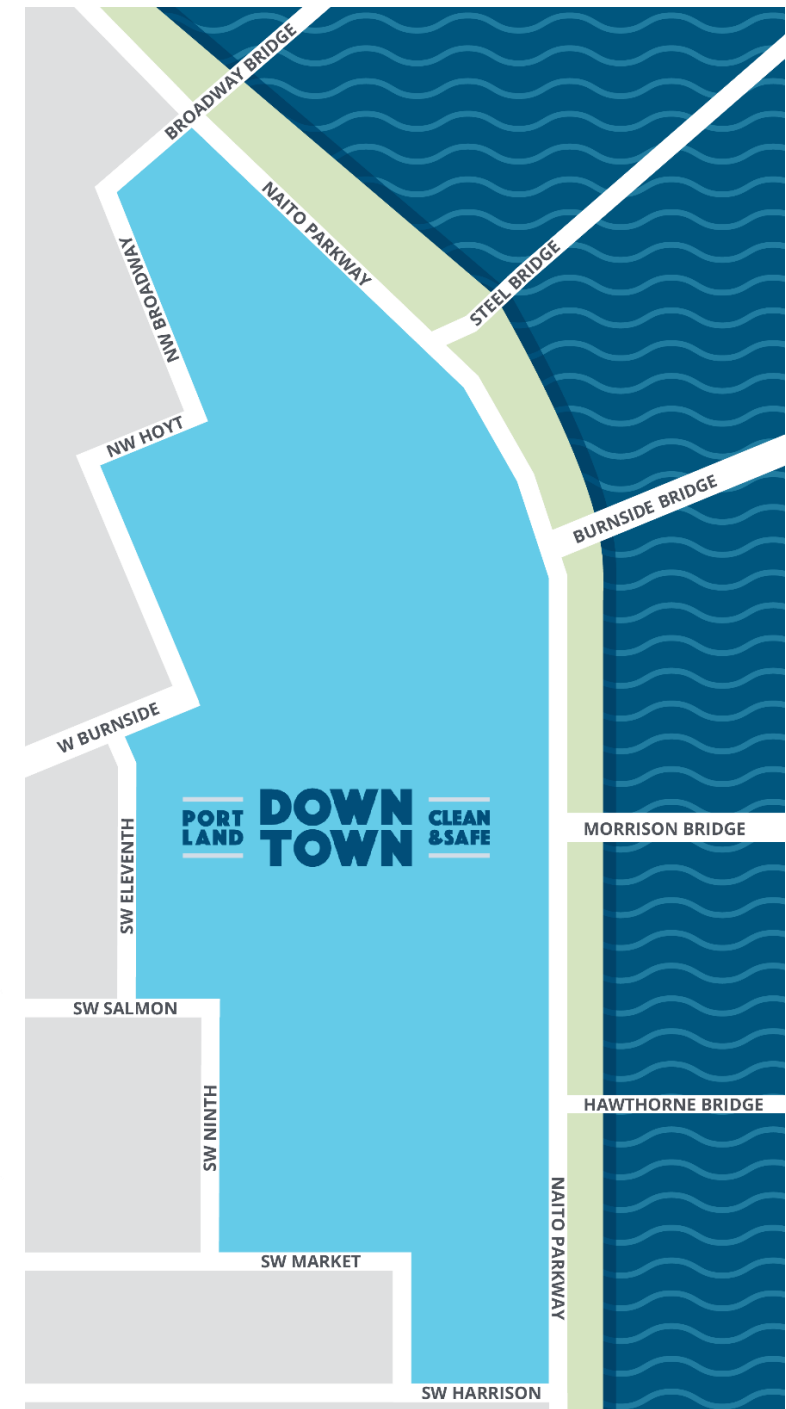 BROADWAY BRIDGE
NAITO PARKWAY
STEEL BRIDGE
NW BROADWAY
NW HOYT
BURNSIDE BRIDGE
W BURNSIDE
PORT
LAND
DOWN
TOWN
CLEAN
&SAFE
MORRISON BRIDGE
SW ELEVENTH
SW SALMON
SW NINTH
HAWTHORNE BRIDGE
NAITO PARKWAY
SW MARKET
SW HARRISON